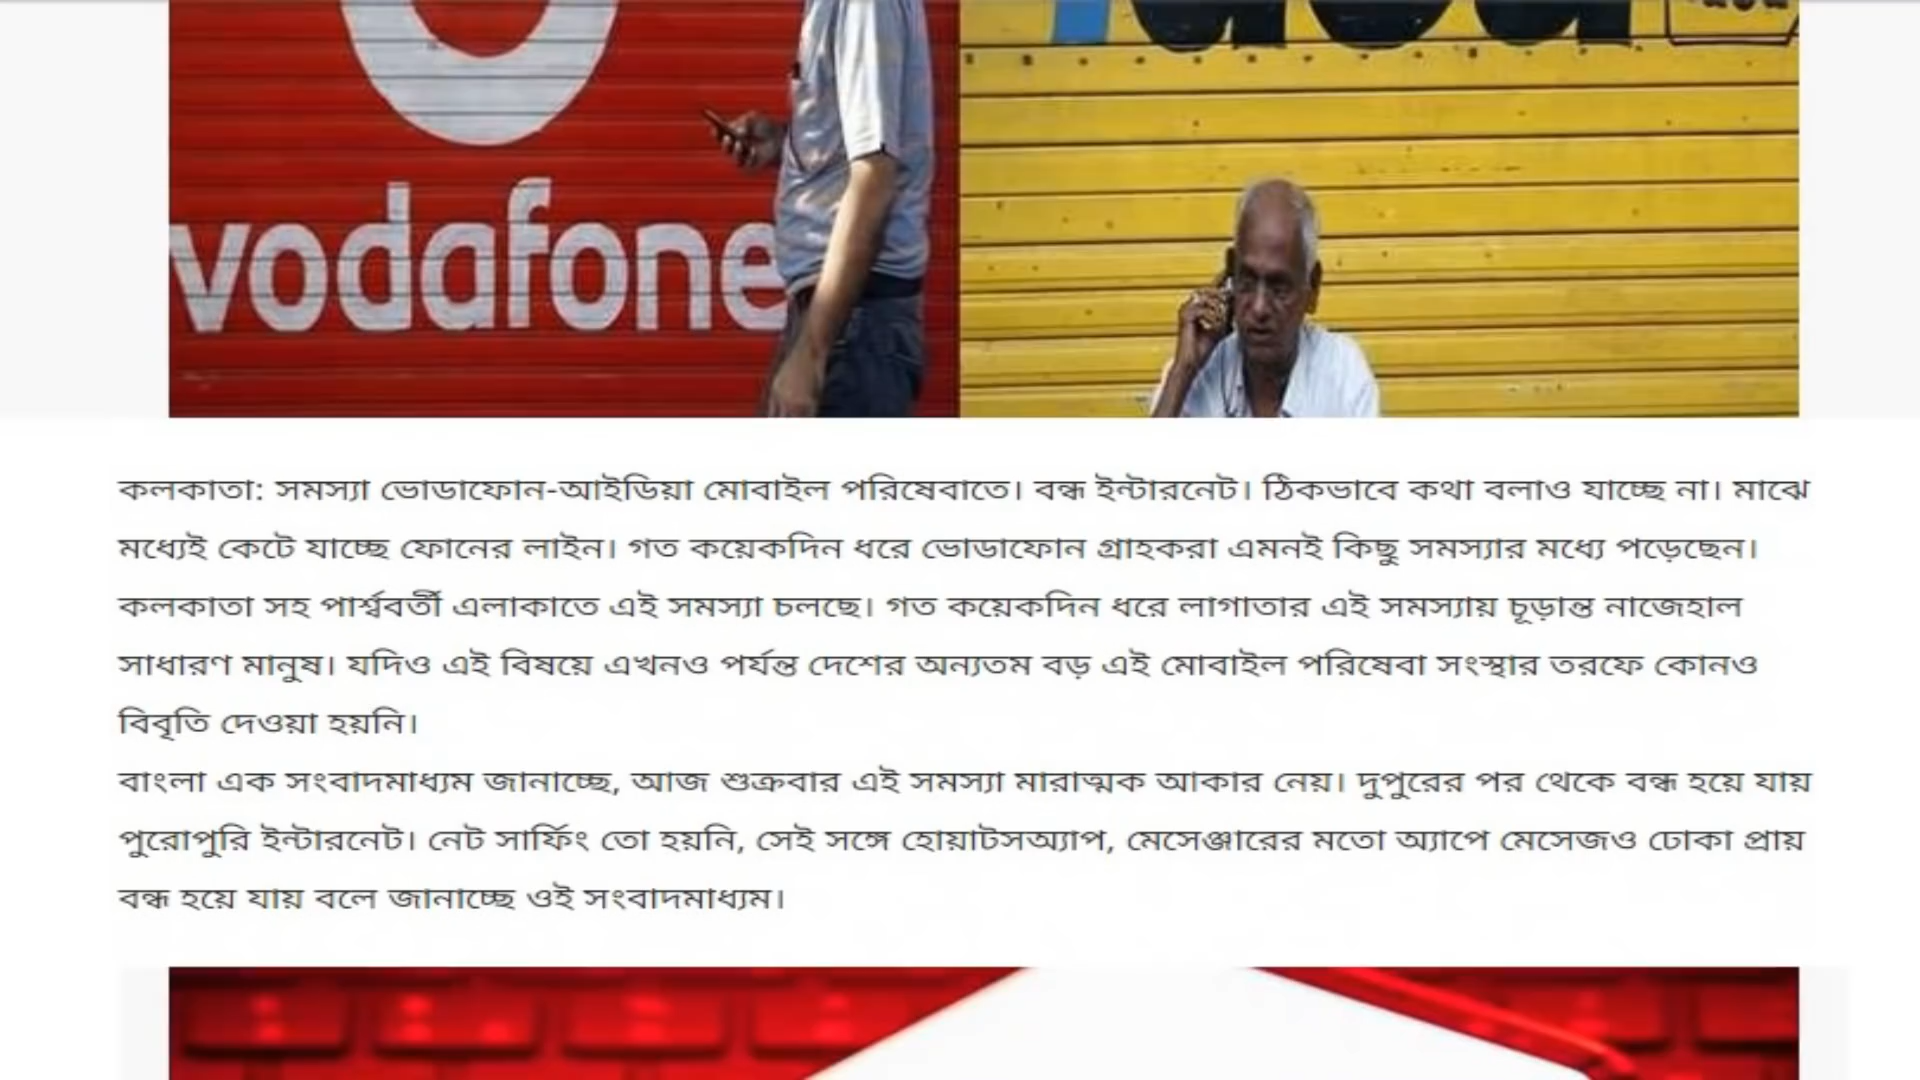 vodafone
কলকাতা: সমস্যা ভোডাফোন-আইডিয়া মোবাইল পরিষেবাতে। বন্ধ ইন্টারনেট। ঠিকভাবে কথা বলাও যাচ্ছে না। মাঝে
মধ্যেই কেটে যাচ্ছে ফোনের লাইন। গত কয়েকদিন ধরে ভোডাফোন গ্রাহকরা এমনই কিছু সমস্যার মধ্যে পড়েছেন।
কলকাতা সহ পার্শ্ববর্তী এলাকাতে এই সমস্যা চলছে। গত কয়েকদিন ধরে লাগাতার এই সমস্যায় চূড়ান্ত নাজেহাল
সাধারণ মানুষ। যদিও এই বিষয়ে এখনও পর্যন্ত দেশের অন্যতম বড় এই মোবাইল পরিষেবা সংস্থার তরফে কোনও
বিবৃতি দেওয়া হয়নি।
বাংলা এক সংবাদমাধ্যম জানাচ্ছে, আজ শুক্রবার এই সমস্যা মারাত্মক আকার নেয়। দুপুরের পর থেকে বন্ধ হয়ে যায়
পুরোপুরি ইন্টারনেট। নেট সার্ফিং তো হয়নি, সেই সঙ্গে হোয়াটসঅ্যাপ, মেসেঞ্জারের মতো অ্যাপে মেসেজও ঢোকা প্রায়
বন্ধ হয়ে যায় বলে জানাচ্ছে ওই সংবাদমাধ্যম।